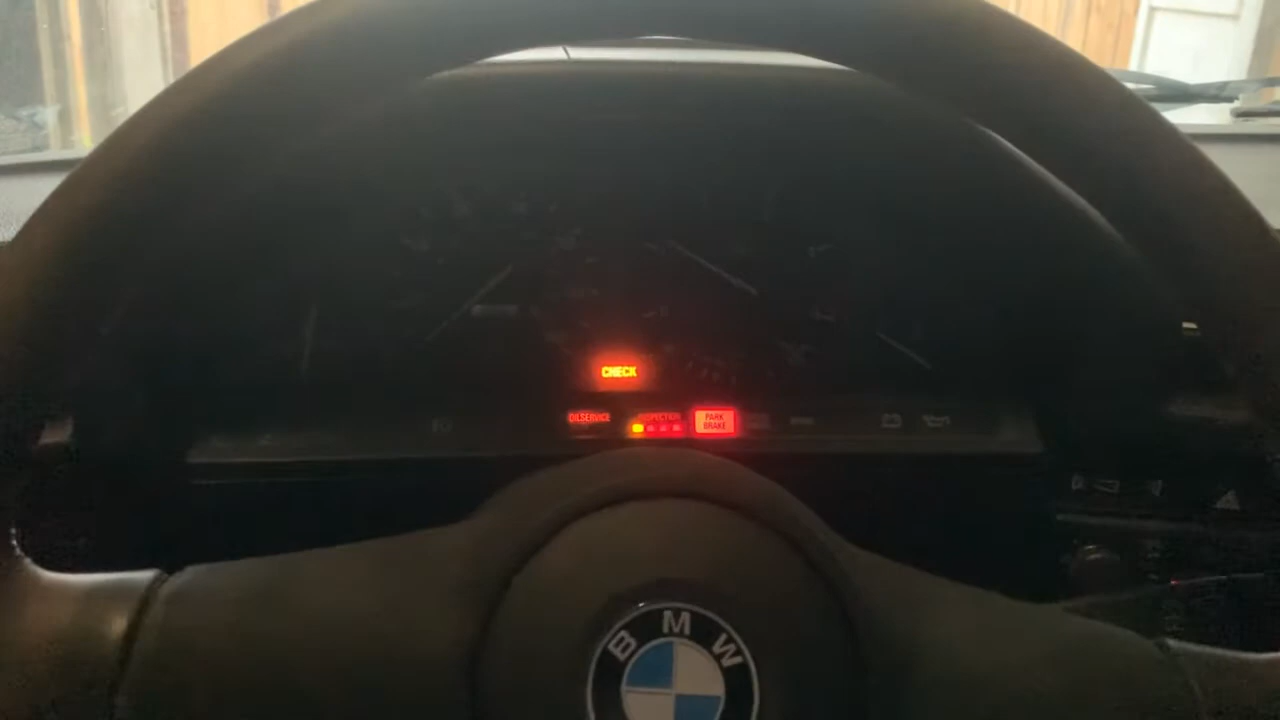 CHECK
OILSERVICE
INSPECTION
PARK
BRAKE
BMW